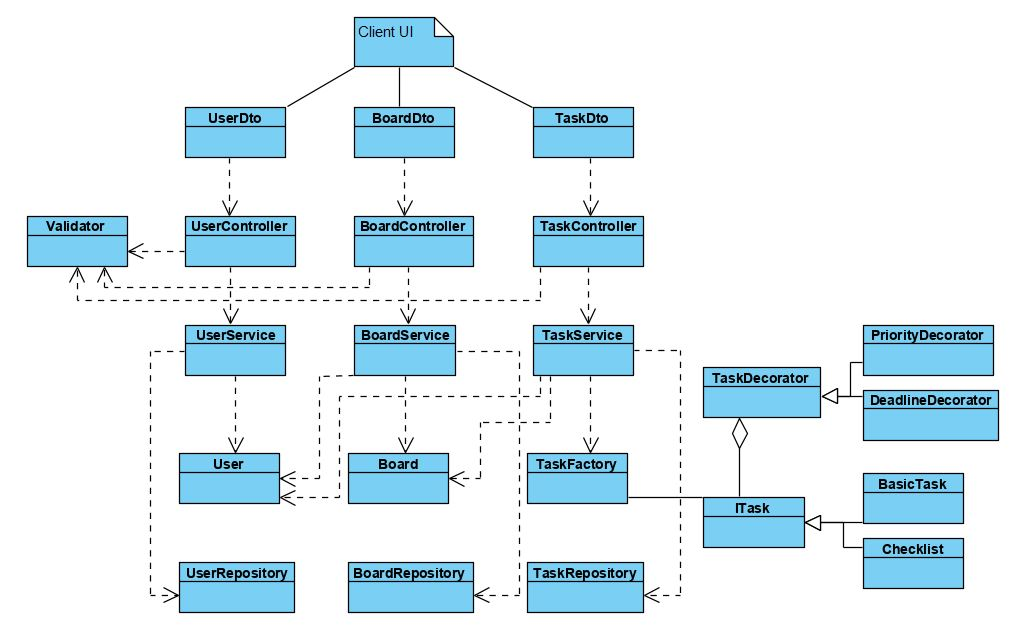 Client UI
UserDto
BoardDto
TaskDto
Validator
UserController
BoardController
TaskController
UserService
BoardService
TaskService
PriorityDecorator
TaskDecorator
DeadlineDecorator
User
Board
TaskFactory
BasicTask
ITask
Checklist
UserRepository
BoardRepository
TaskRepository